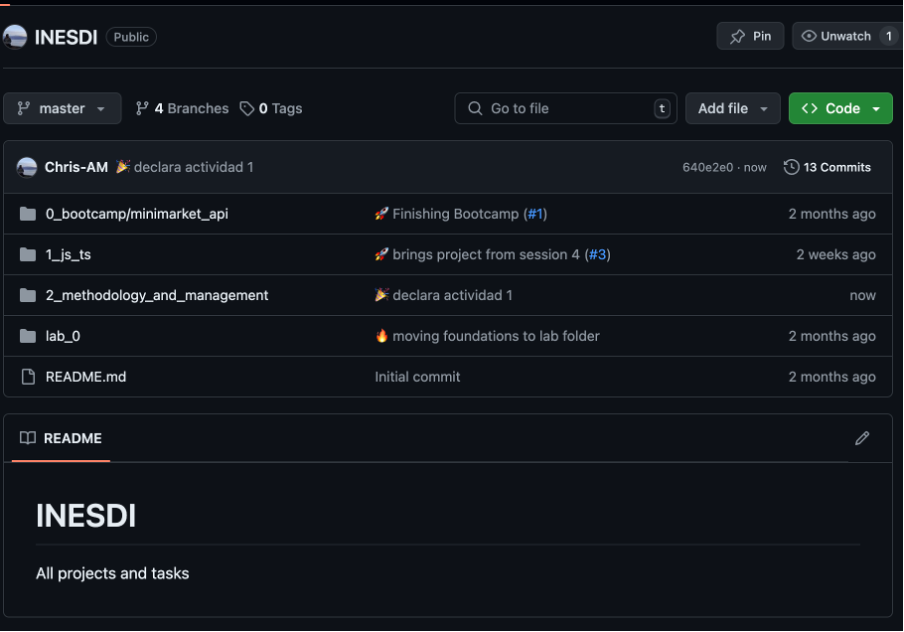 INESDI Public Pin Unwatch 1
master 4 Branches 0 Tags Go to file t Add file Code
Chris-AM 🎉 declara actividad 1 640e2e0 · now 13 Commits
0_bootcamp/minimarket_api 🚀 Finishing Bootcamp (#1) 2 months ago
1_js_ts 🚀 brings project from session 4 (#3) 2 weeks ago
2_methodology_and_management 🎉 declara actividad 1 now
lab_0 🔥 moving foundations to lab folder 2 months ago
README.md Initial commit 2 months ago
README
INESDI
All projects and tasks